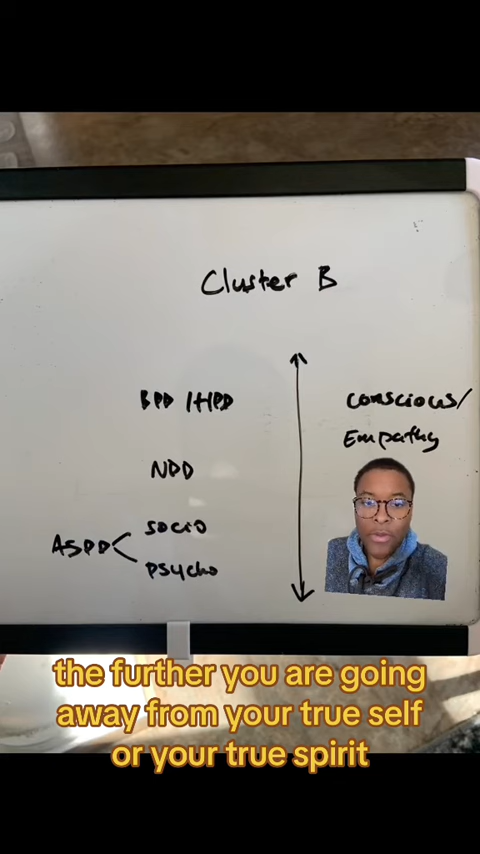 Cluster B
BPD / HPD
conscious/
Empathy
NPD
ASPD
socio
psycho
the further you are going
away from your true self
or your true spirit